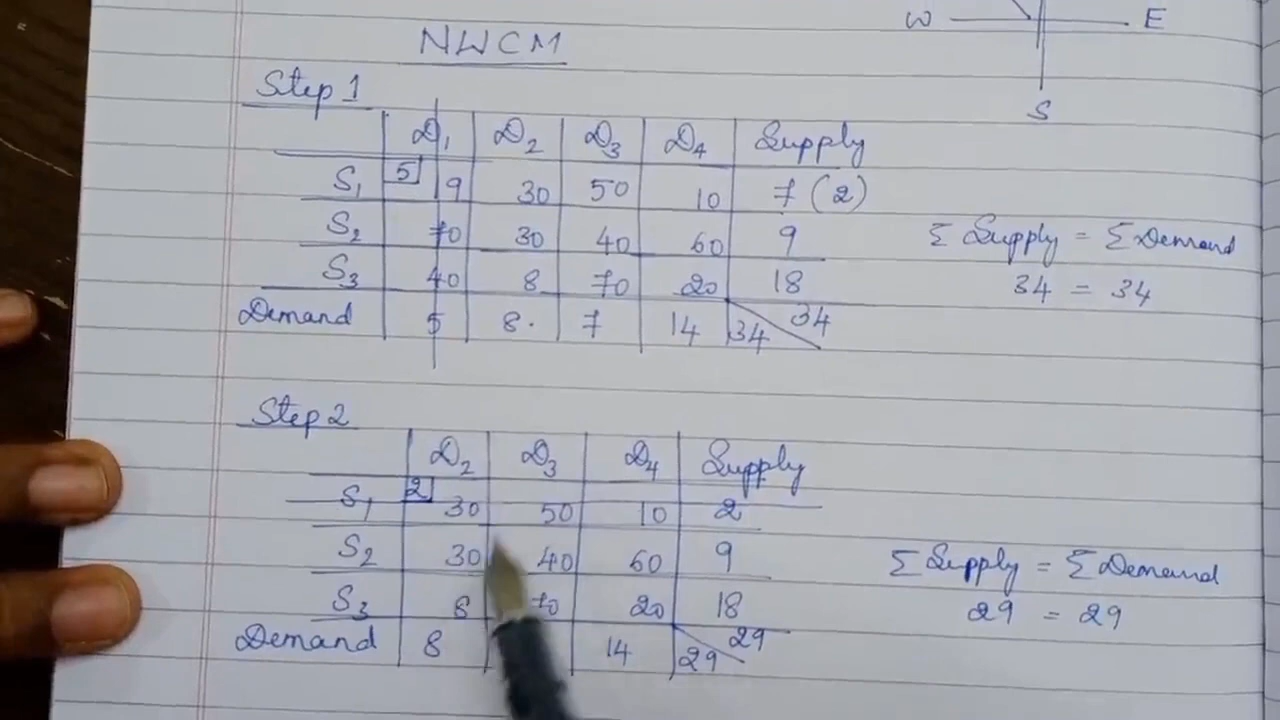 W E
S
NWCM
Step 1
D1 D2 D3 D4 Supply
S1 5 19 30 50 10 7 (2)
S2 70 30 40 60 9
S3 40 8 70 20 18
Demand 5 8. 7 14 34 34
Σ Supply = Σ Demand
34 = 34
Step 2
D2 D3 D4 Supply
S1 2 30 50 10 2
S2 30 40 60 9
S3 8 70 20 18
Demand 8 14 29 29
Σ Supply = Σ Demand
29 = 29